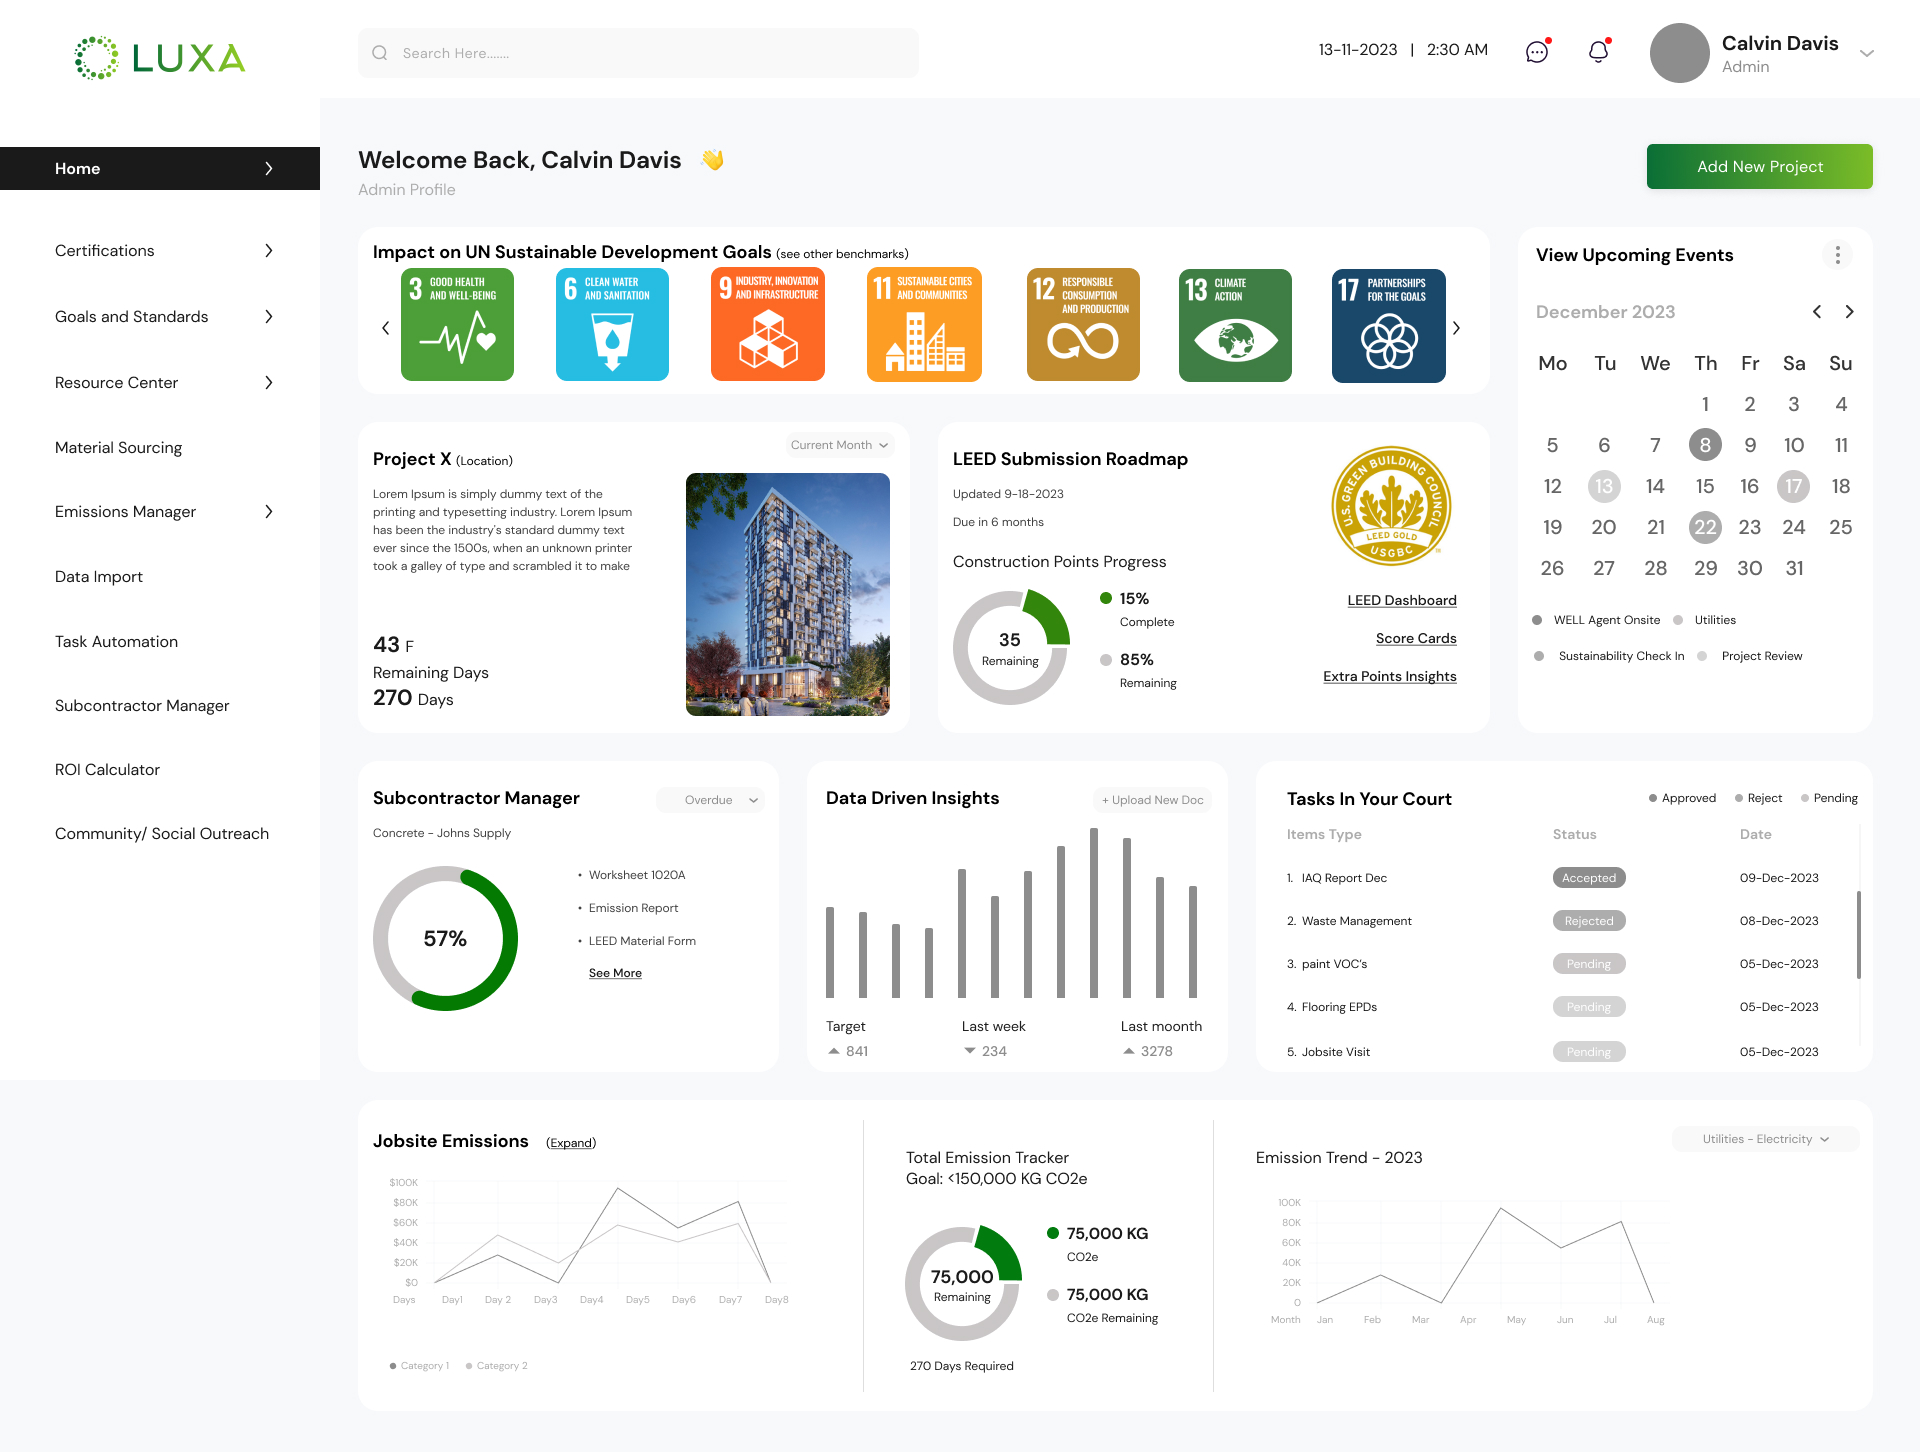 LUXA
Search Here.......
13-11-2023 | 2:30 AM
Calvin Davis
Admin
Home
Certifications
Goals and Standards
Resource Center
Material Sourcing
Emissions Manager
Data Import
Task Automation
Subcontractor Manager
ROI Calculator
Community/ Social Outreach
Welcome Back, Calvin Davis
Admin Profile
Add New Project
Impact on UN Sustainable Development Goals (see other benchmarks)
3 GOOD HEALTH
AND WELL-BEING
6 CLEAN WATER
AND SANITATION
9 INDUSTRY, INNOVATION
AND INFRASTRUCTURE
11 SUSTAINABLE CITIES
AND COMMUNITIES
12 RESPONSIBLE
CONSUMPTION
AND PRODUCTION
13 CLIMATE
ACTION
17 PARTNERSHIPS
FOR THE GOALS
View Upcoming Events
December 2023
Mo Tu We Th Fr Sa Su
1 2 3 4
5 6 7 8 9 10 11
12 13 14 15 16 17 18
19 20 21 22 23 24 25
26 27 28 29 30 31
WELL Agent Onsite Utilities
Sustainability Check In Project Review
Current Month
Project X (Location)
Lorem Ipsum is simply dummy text of the
printing and typesetting industry. Lorem Ipsum
has been the industry's standard dummy text
ever since the 1500s, when an unknown printer
took a galley of type and scrambled it to make
43 F
Remaining Days
270 Days
LEED Submission Roadmap
Updated 9-18-2023
Due in 6 months
Construction Points Progress
35
Remaining
15%
Complete
85%
Remaining
U.S. GREEN BUILDING COUNCIL
LEED GOLD
USGBC
LEED Dashboard
Score Cards
Extra Points Insights
Subcontractor Manager
Overdue
Concrete - Johns Supply
57%
• Worksheet 1020A
• Emission Report
• LEED Material Form
See More
Data Driven Insights
+ Upload New Doc
Target Last week Last moonth
841 234 3278
Tasks In Your Court
Approved Reject Pending
Items Type Status Date
1. IAQ Report Dec Accepted 09-Dec-2023
2. Waste Management Rejected 08-Dec-2023
3. paint VOC's Pending 05-Dec-2023
4. Flooring EPDs Pending 05-Dec-2023
5. Jobsite Visit Pending 05-Dec-2023
Jobsite Emissions (Expand)
$100K
$80K
$60K
$40K
$20K
$0
Days Day1 Day 2 Day3 Day4 Day5 Day6 Day7 Day8
Category 1 Category 2
Total Emission Tracker
Goal: <150,000 KG CO2e
75,000
Remaining
75,000 KG
CO2e
75,000 KG
CO2e Remaining
270 Days Required
Utilities - Electricity
Emission Trend - 2023
100K
80K
60K
40K
20K
0
Month Jan Feb Mar Apr May Jun Jul Aug